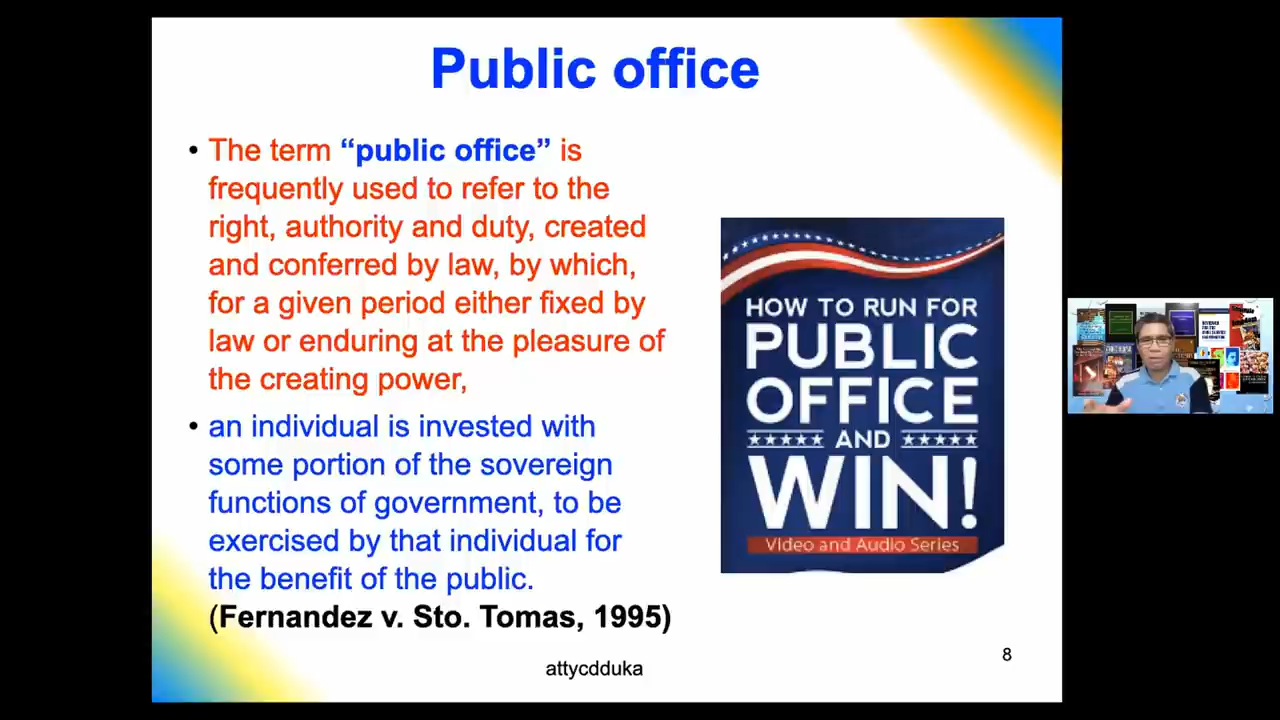 Public office
• The term “public office” is
frequently used to refer to the
right, authority and duty, created
and conferred by law, by which,
for a given period either fixed by
law or enduring at the pleasure of
the creating power,
• an individual is invested with
some portion of the sovereign
functions of government, to be
exercised by that individual for
the benefit of the public.
(Fernandez v. Sto. Tomas, 1995)
HOW TO RUN FOR
PUBLIC
OFFICE
AND
WIN!
Video and Audio Series
attycdduka
8